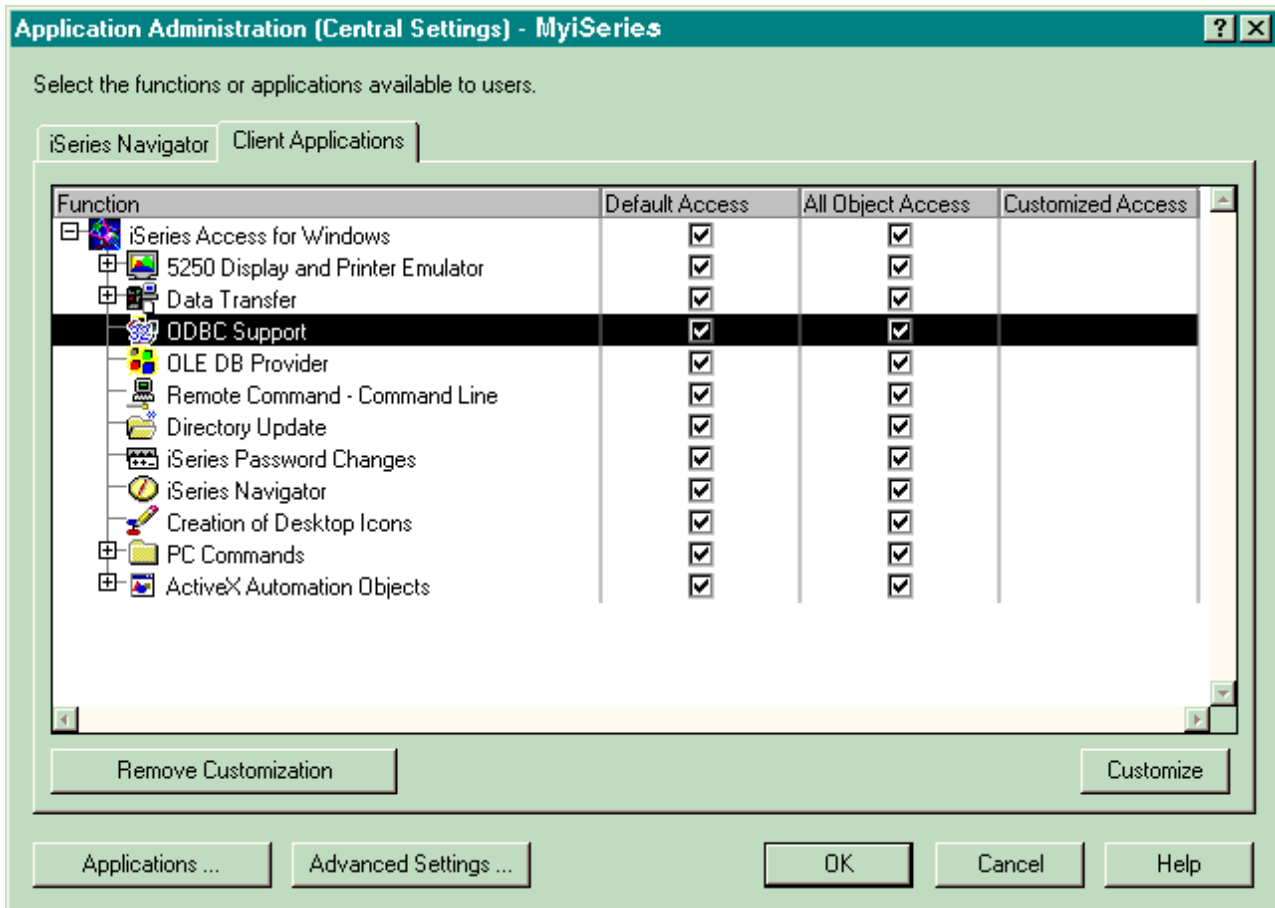 Application Administration (Central Settings) - MyiSeries
Select the functions or applications available to users.
iSeries Navigator Client Applications
Function Default Access All Object Access Customized Access
iSeries Access for Windows
5250 Display and Printer Emulator
Data Transfer
ODBC Support
OLE DB Provider
Remote Command - Command Line
Directory Update
iSeries Password Changes
iSeries Navigator
Creation of Desktop Icons
PC Commands
ActiveX Automation Objects
Remove Customization Customize
Applications ... Advanced Settings ... OK Cancel Help